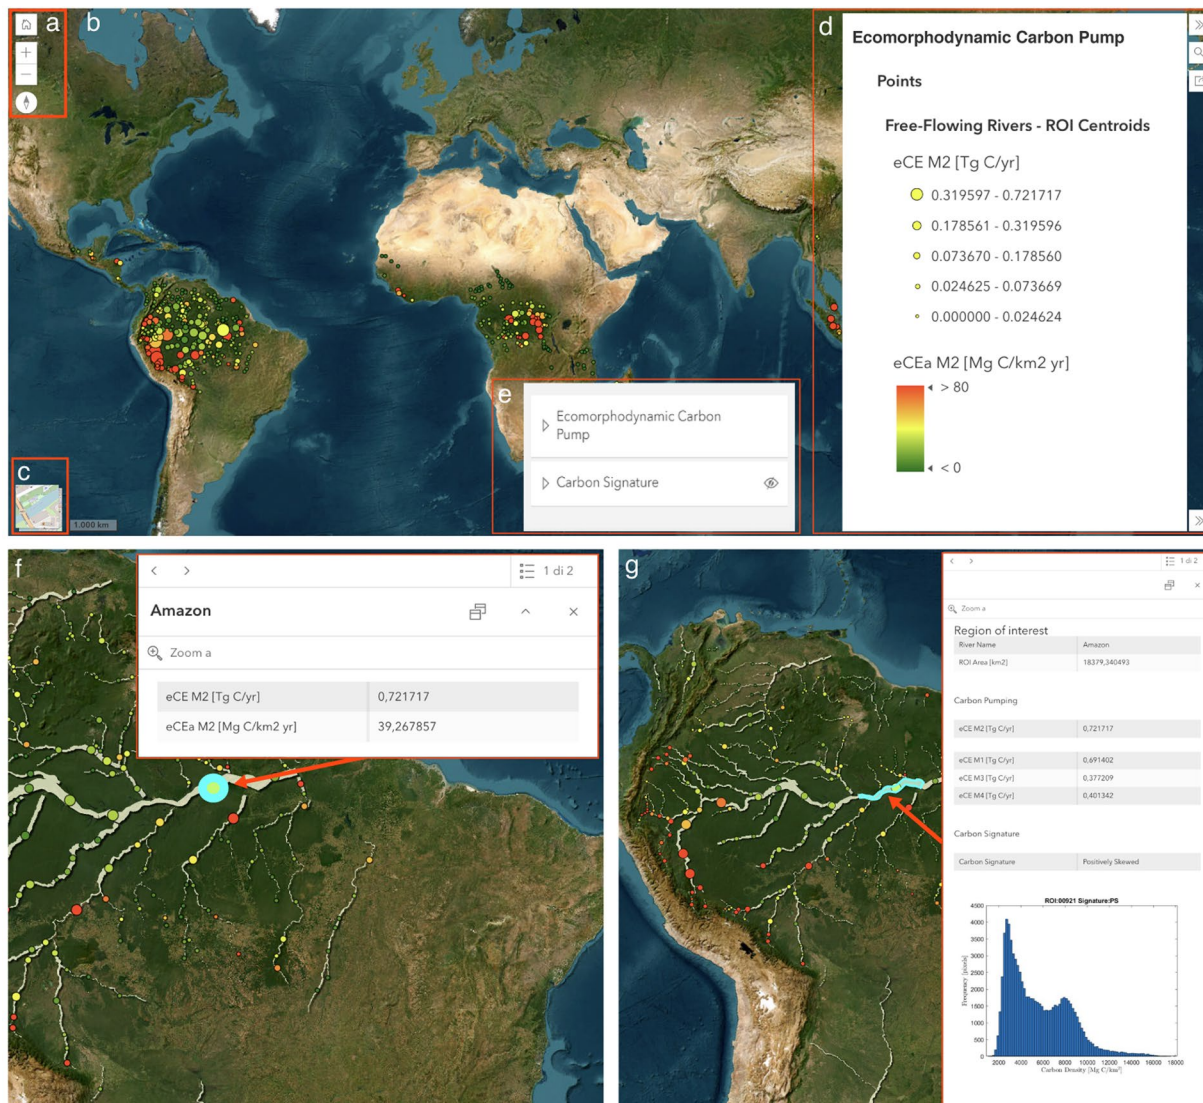 a
b
c
1.000 km
d
Ecomorphodynamic Carbon Pump
Points
Free-Flowing Rivers - ROI Centroids
eCE M2 [Tg C/yr]
0.319597 - 0.721717
0.178561 - 0.319596
0.073670 - 0.178560
0.024625 - 0.073669
0.000000 - 0.024624
eCEa M2 [Mg C/km2 yr]
> 80
< 0
e
Ecomorphodynamic Carbon
Pump
Carbon Signature
f
1 di 2
Amazon
Zoom a
eCE M2 [Tg C/yr] 0,721717
eCEa M2 [Mg C/km2 yr] 39,267857
g
1 di 2
Zoom a
Region of interest
River Name Amazon
ROI Area [km2] 18379,340493
Carbon Pumping
eCE M2 [Tg C/yr] 0,721717
eCE M1 [Tg C/yr] 0,691402
eCE M3 [Tg C/yr] 0,377209
eCE M4 [Tg C/yr] 0,401342
Carbon Signature
Carbon Signature Positively Skewed
ROI:00921 Signature:PS
4500
4000
3500
3000
2500
2000
1500
1000
500
0
Frequency [pixels]
2000 4000 6000 8000 10000 12000 14000 16000 18000
Carbon Density [Mg C/km²]